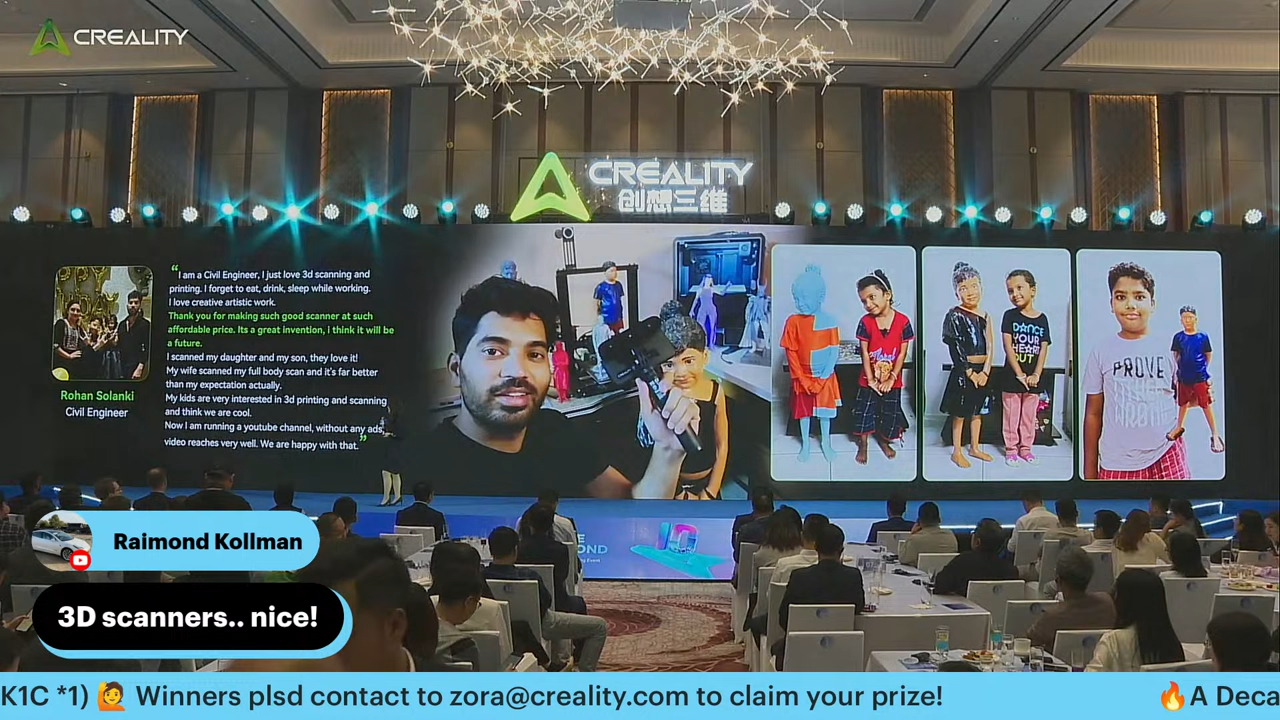 CREALITY
CREALITY
创想三维
"I am a Civil Engineer, I just love 3d scanning and
printing. I forget to eat, drink, sleep while working.
I love creative artistic work.
Thank you for making such good scanner at such
affordable price. Its a great invention, i think it will be
a future.
I scanned my daughter and my son, they love it!
My wife scanned my full body scan and it's far better
than my expectation actually.
My kids are very interested in 3d printing and scanning
and think we are cool.
Now I am running a youtube channel, without any ads,
video reaches very well. We are happy with that."
Rohan Solanki
Civil Engineer
DANCE
YOUR
HEART
OUT
PROVE
THEM
WRONG
10
Raimond Kollman
3D scanners.. nice!
K1C *1) 🙋 Winners plsd contact to zora@creality.com to claim your prize!
🔥A Deca